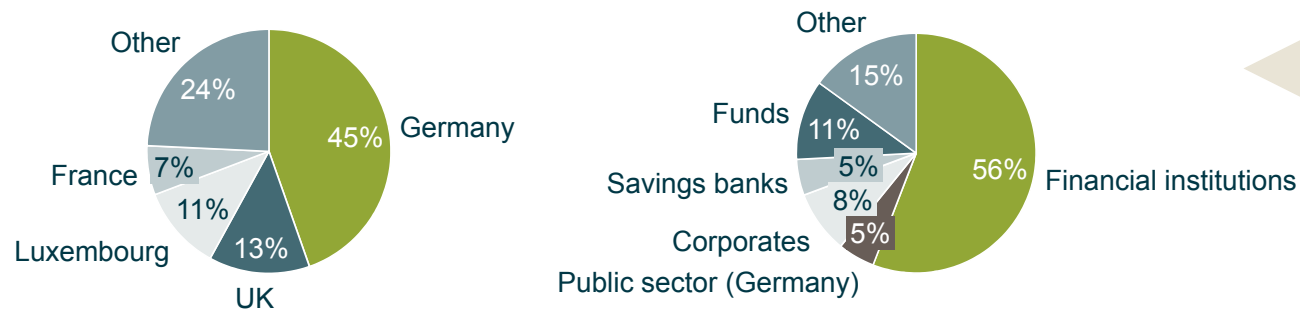 Other
24%
45%
Germany
France
7%
11%
Luxembourg
13%
UK
Other
15%
Funds
11%
56%
Financial institutions
Savings banks
5%
8%
Corporates
5%
Public sector (Germany)